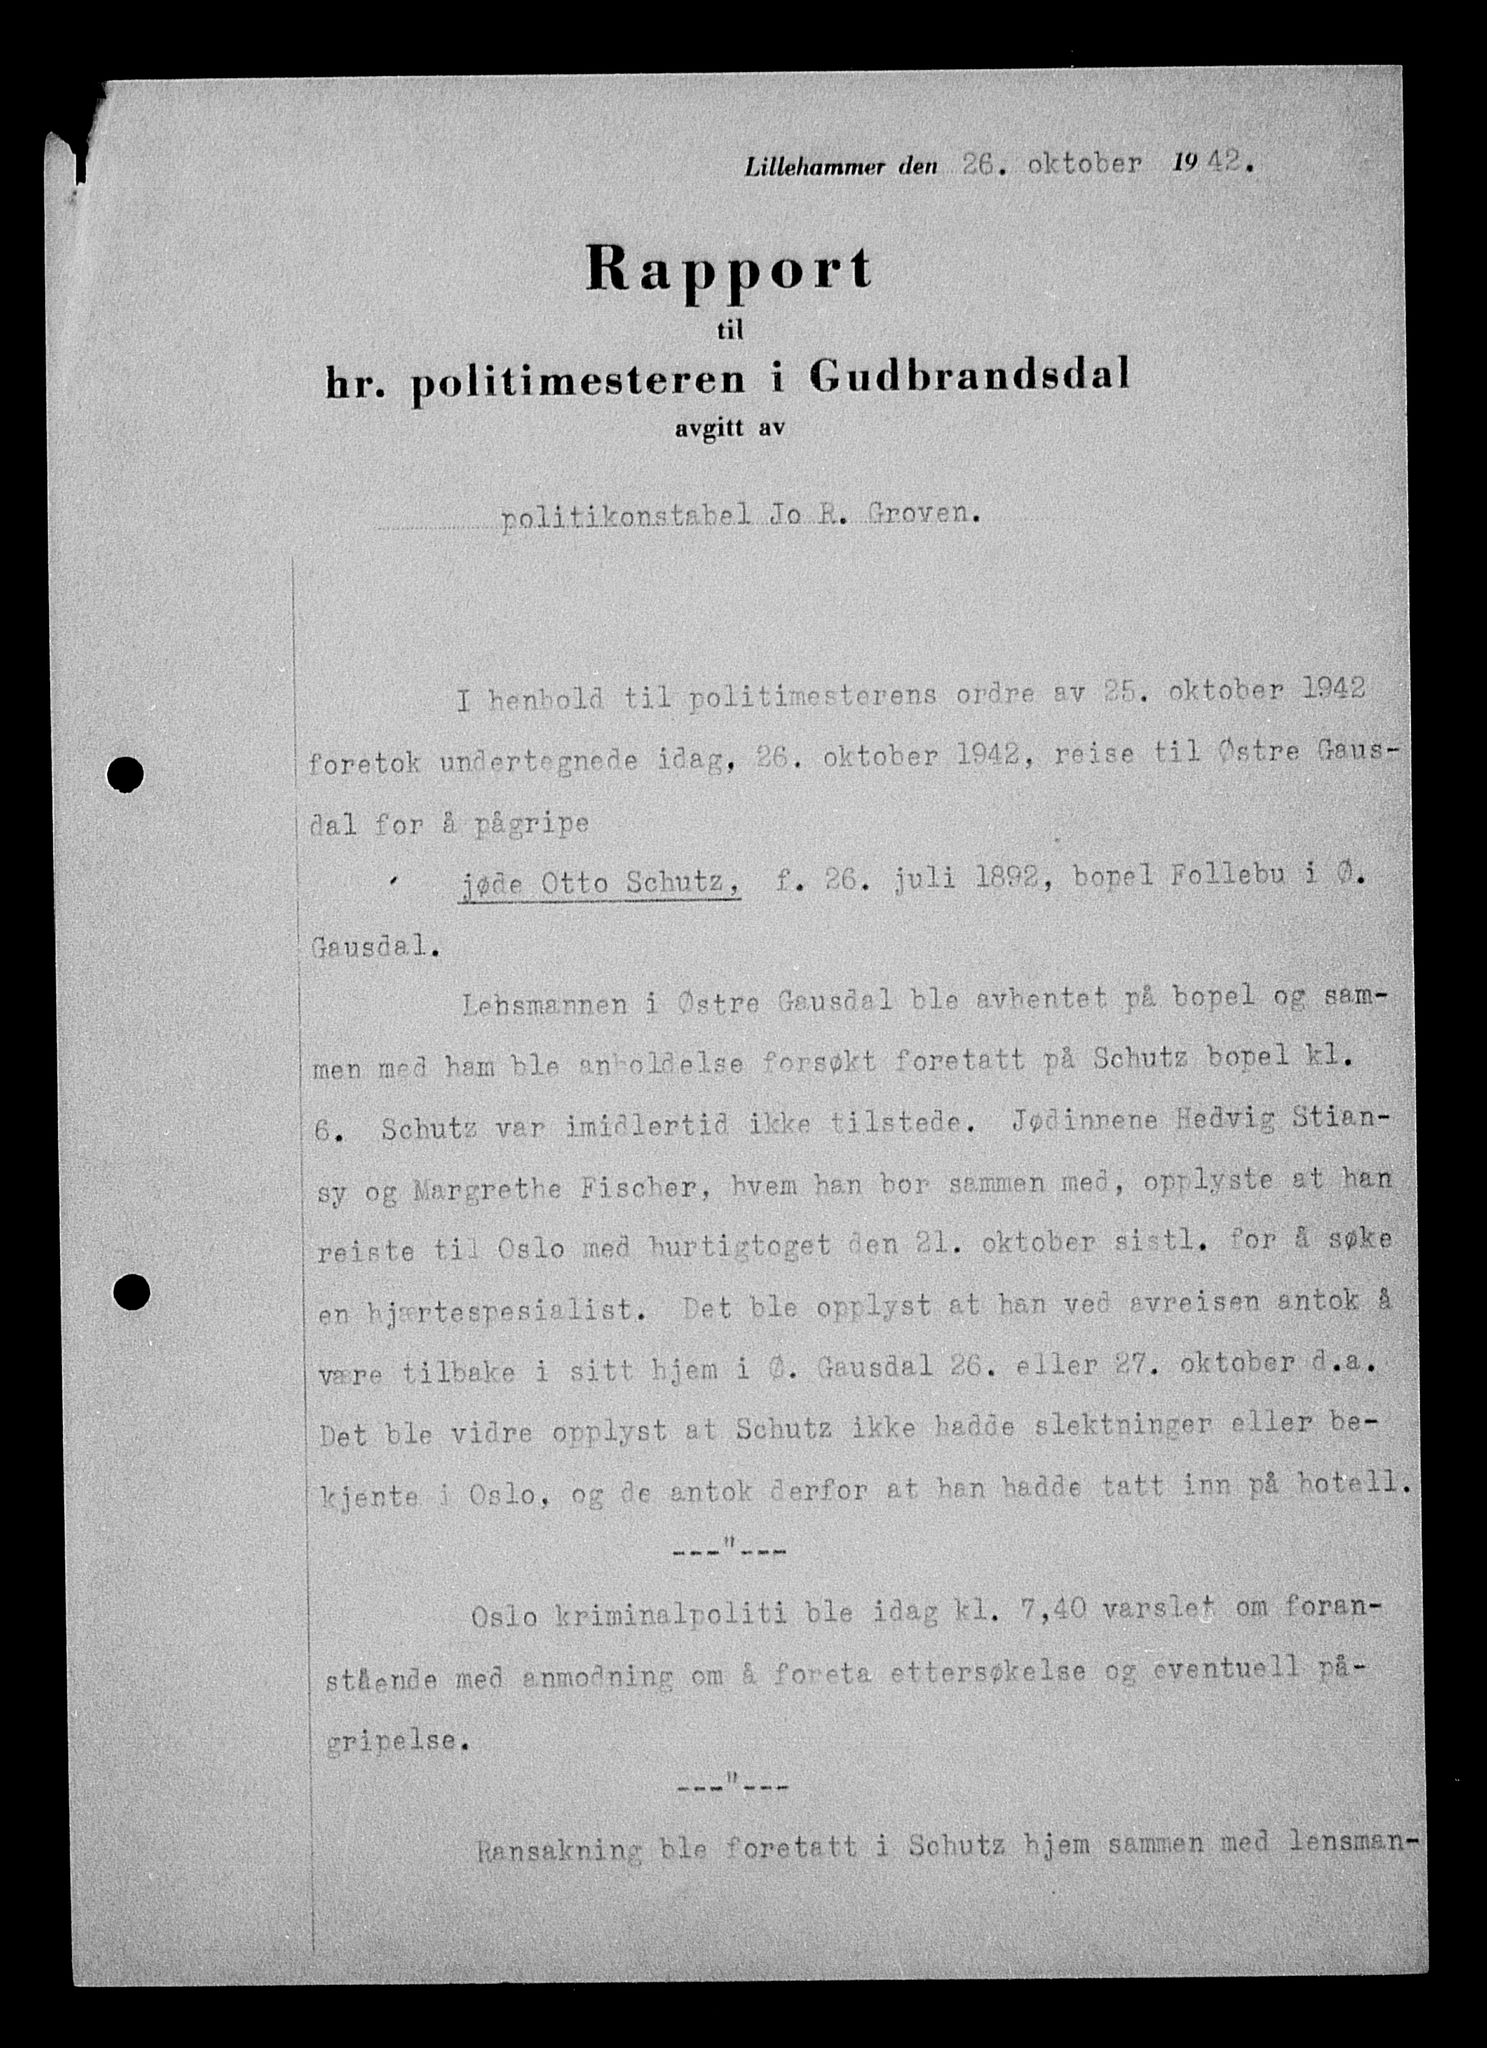 Lillehammer den 26. oktober 1942.
Rapport
til
hr. politimesteren i Gudbrandsdal
avgitt av
politikonstabel Jo R. Groven.
I henhold til politimesterens ordre av 25. oktober 1942
foretok undertegnede idag, 26. oktober 1942, reise til Østre Gaus-
dal for å pågripe
jøde Otto Schutz, f. 26. juli 1892, bopel Follebu i Ø.
Gausdal.
Lensmannen i Østre Gausdal ble avhentet på bopel og sam-
men med ham ble anholdelse forsøkt foretatt på Schutz bopel kl.
6. Schutz var imidlertid ikke tilstede. Jødinnene Hedvig Stian-
sy og Margrethe Fischer, hvem han bor sammen med, opplyste at han
reiste til Oslo med hurtigtoget den 21. oktober sistl. for å søke
en hjærtespesialist. Det ble opplyst at han ved avreisen antok å
være tilbake i sitt hjem i Ø. Gausdal 26. eller 27. oktober d.a.
Det ble vidre opplyst at Schutz ikke hadde slektninger eller be-
kjente i Oslo, og de antok derfor at han hadde tatt inn på hotell.
---"---
Oslo kriminalpoliti ble idag kl. 7,40 varslet om foran-
stående med anmodning om å foreta ettersøkelse og eventuell på-
gripelse.
---"---
Ransakning ble foretatt i Schutz hjem sammen med lensman-